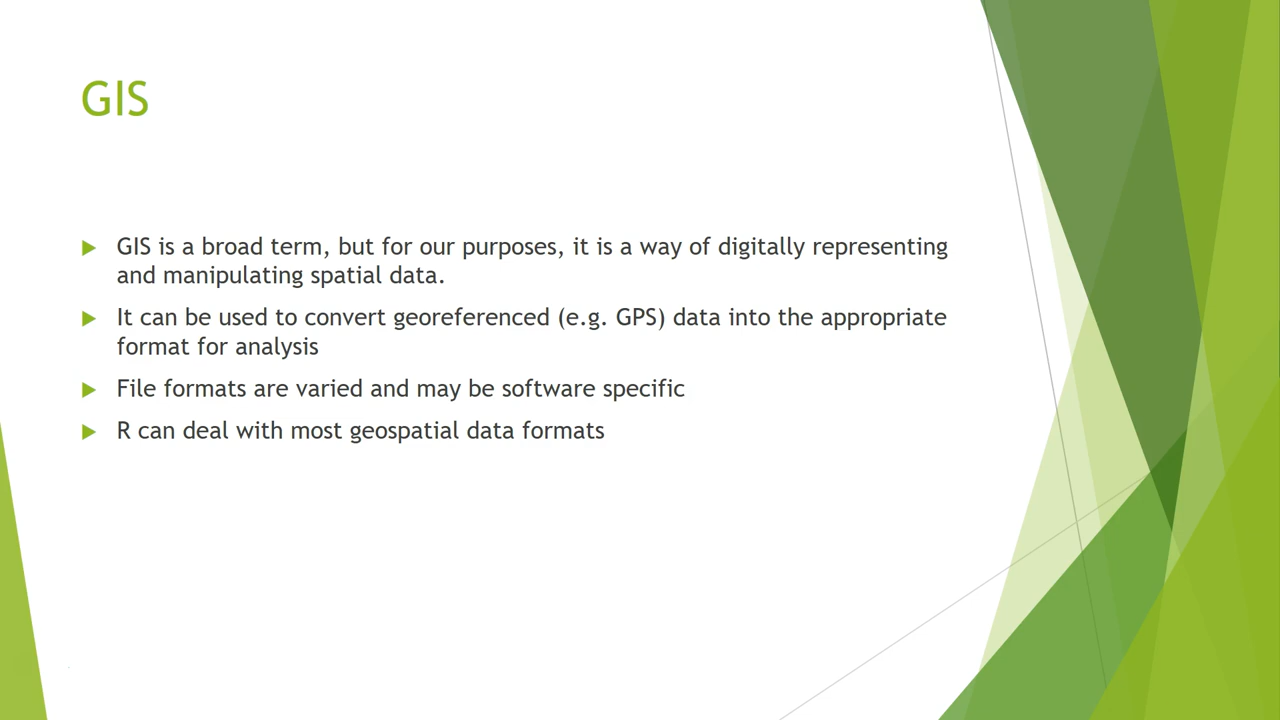 GIS
GIS is a broad term, but for our purposes, it is a way of digitally representing
and manipulating spatial data.
It can be used to convert georeferenced (e.g. GPS) data into the appropriate
format for analysis
File formats are varied and may be software specific
R can deal with most geospatial data formats